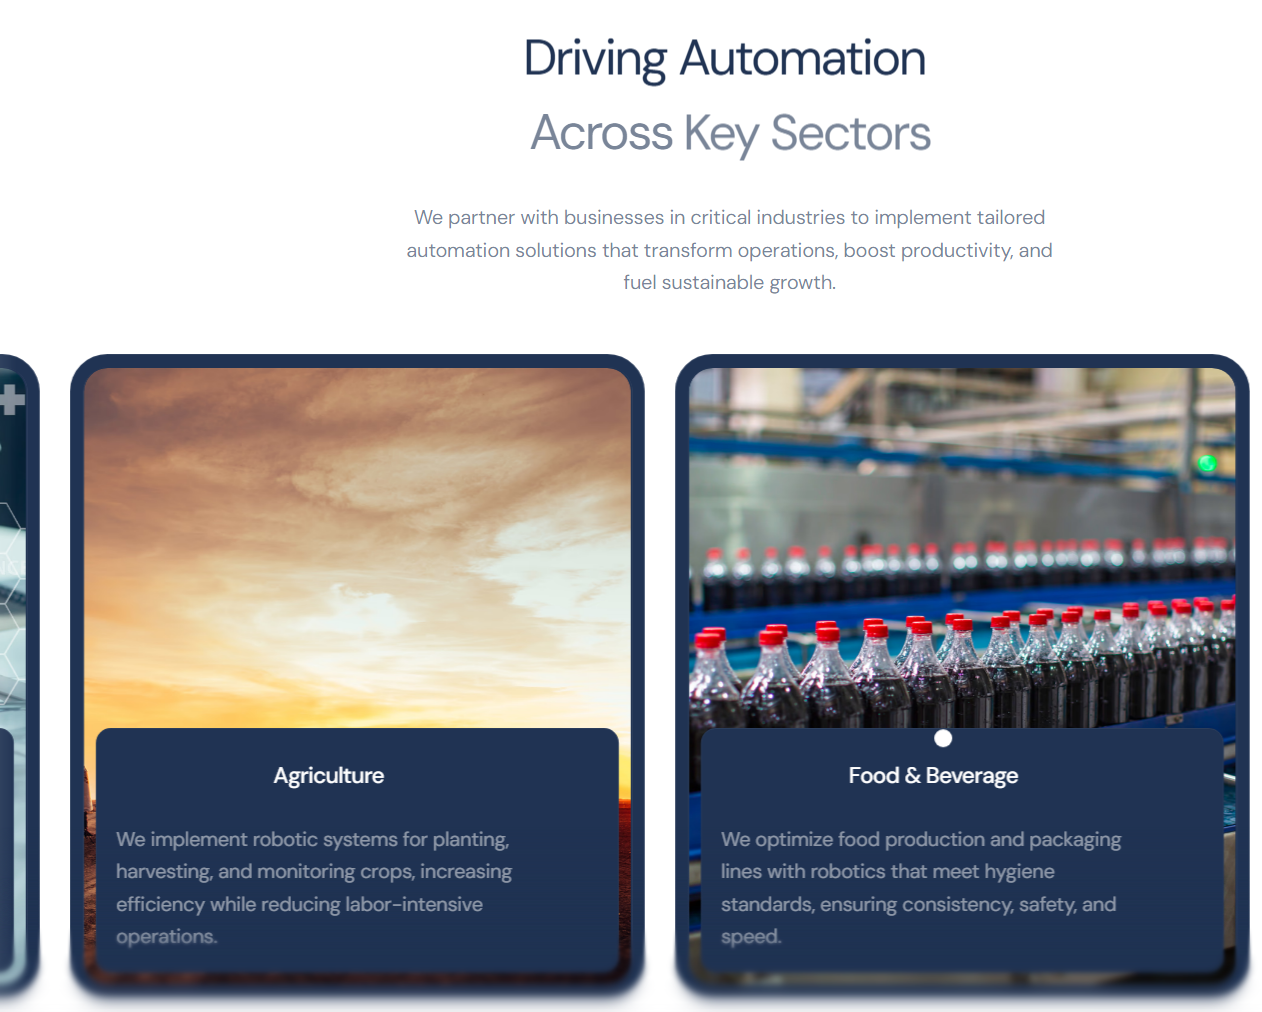 Driving Automation
Across Key Sectors
We partner with businesses in critical industries to implement tailored
automation solutions that transform operations, boost productivity, and
fuel sustainable growth.
Agriculture
We implement robotic systems for planting,
harvesting, and monitoring crops, increasing
efficiency while reducing labor-intensive
operations.
Food & Beverage
We optimize food production and packaging
lines with robotics that meet hygiene
standards, ensuring consistency, safety, and
speed.